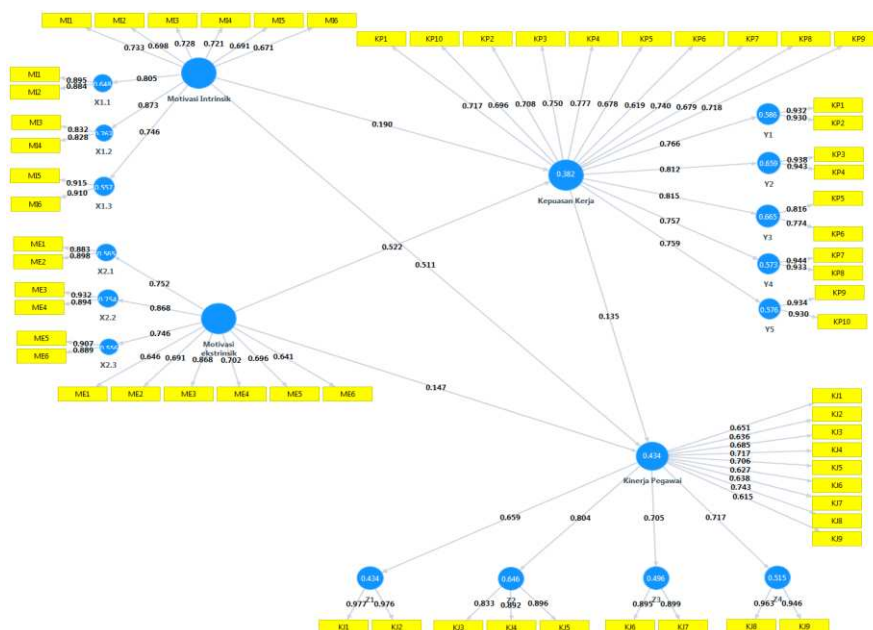 MI1 MI2 MI3 MI4 MI5 MI6
0.733 0.698 0.728 0.721 0.691 0.671
Motivasi Intrinsik
MI1 0.895
MI2 0.884
0.648
X1.1
0.805
MI3 0.832
MI4 0.828
X1.2
0.873
MI5 0.915
MI6 0.910
0.557
X1.3
0.746
0.190
0.511
ME1 0.883
ME2 0.898
0.565
X2.1
0.752
ME3 0.932
ME4 0.894
0.754
X2.2
0.868
ME5 0.907
ME6 0.889
X2.3
0.746
Motivasi
ekstrinsik
0.646 0.691 0.868 0.702 0.696 0.641
ME1 ME2 ME3 ME4 ME5 ME6
0.522
0.147
KP1 KP10 KP2 KP3 KP4 KP5 KP6 KP7 KP8 KP9
0.717 0.696 0.708 0.750 0.777 0.678 0.619 0.740 0.679 0.718
0.382
Kepuasan Kerja
0.135
0.766
0.586
Y1
0.932 KP1
0.930 KP2
0.812
0.659
Y2
0.938 KP3
0.943 KP4
0.815
0.665
Y3
0.816 KP5
0.774 KP6
0.757
0.573
Y4
0.944 KP7
0.933 KP8
0.759
0.576
Y5
0.934 KP9
0.930 KP10
0.434
Kinerja Pegawai
0.651 KJ1
0.636 KJ2
0.685 KJ3
0.717 KJ4
0.706 KJ5
0.627 KJ6
0.638 KJ7
0.743 KJ8
0.615 KJ9
0.659 0.804 0.705 0.717
0.434 0.646 0.496 0.515
Z1 Z2 Z3 Z4
0.977 0.976 0.833 0.892 0.896 0.895 0.899 0.963 0.946
KJ1 KJ2 KJ3 KJ4 KJ5 KJ6 KJ7 KJ8 KJ9